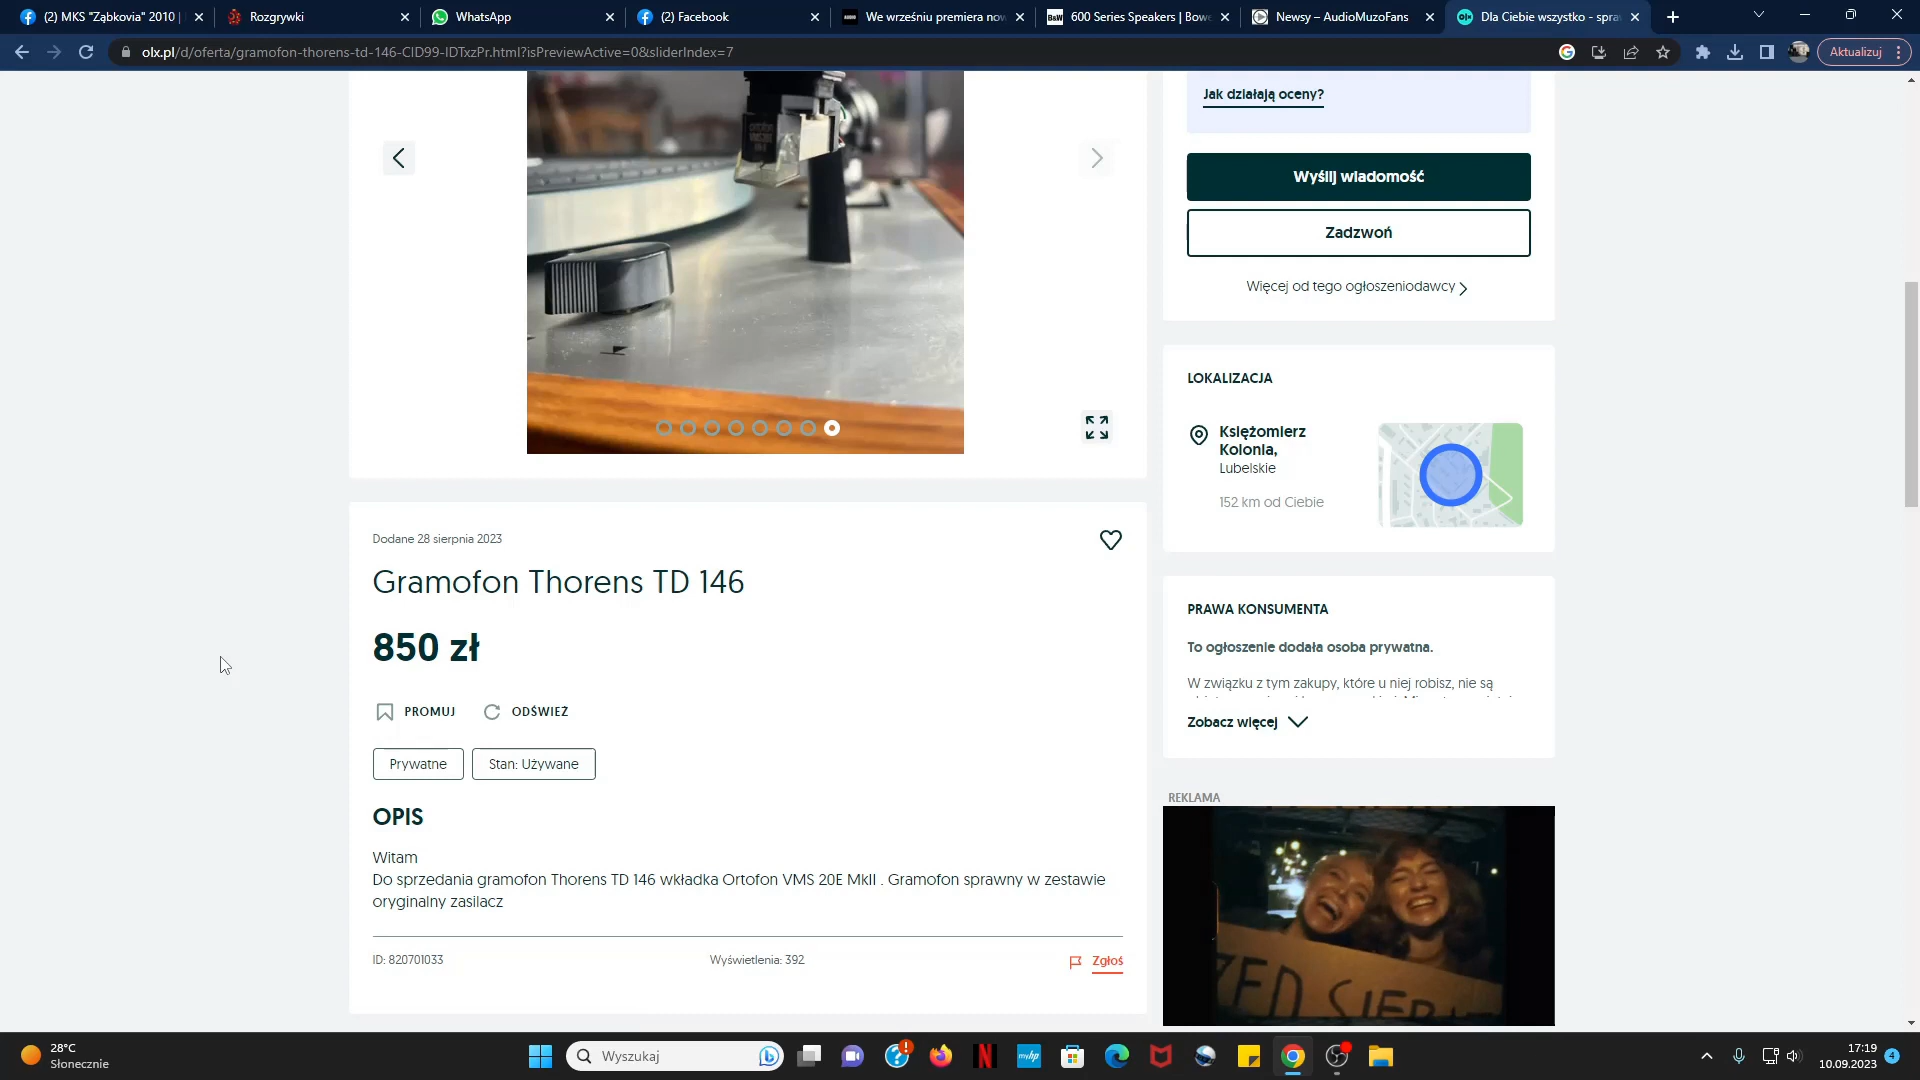 (2) MKS "Ząbkovia" 2010 |
Rozgrywki
WhatsApp
(2) Facebook
We wrześniu premiera now
600 Series Speakers | Bowe
Newsy – AudioMuzoFans
Dla Ciebie wszystko - spra
olx.pl/d/oferta/gramofon-thorens-td-146-CID99-IDTxzPr.html?isPreviewActive=0&sliderIndex=7
Aktualizuj
Jak działają oceny?
Wyślij wiadomość
Zadzwoń
Więcej od tego ogłoszeniodawcy
LOKALIZACJA
Księżomierz
Kolonia,
Lubelskie
152 km od Ciebie
Dodane 28 sierpnia 2023
Gramofon Thorens TD 146
850 zł
PROMUJ
ODŚWIEŻ
Prywatne
Stan: Używane
OPIS
Witam
Do sprzedania gramofon Thorens TD 146 wkładka Ortofon VMS 20E MkII . Gramofon sprawny w zestawie
oryginalny zasilacz
ID: 820701033
Wyświetlenia: 392
Zgłoś
PRAWA KONSUMENTA
To ogłoszenie dodała osoba prywatna.
W związku z tym zakupy, które u niej robisz, nie są
Zobacz więcej
REKLAMA
28°C
Słonecznie
Wyszukaj
17:19
10.09.2023
4